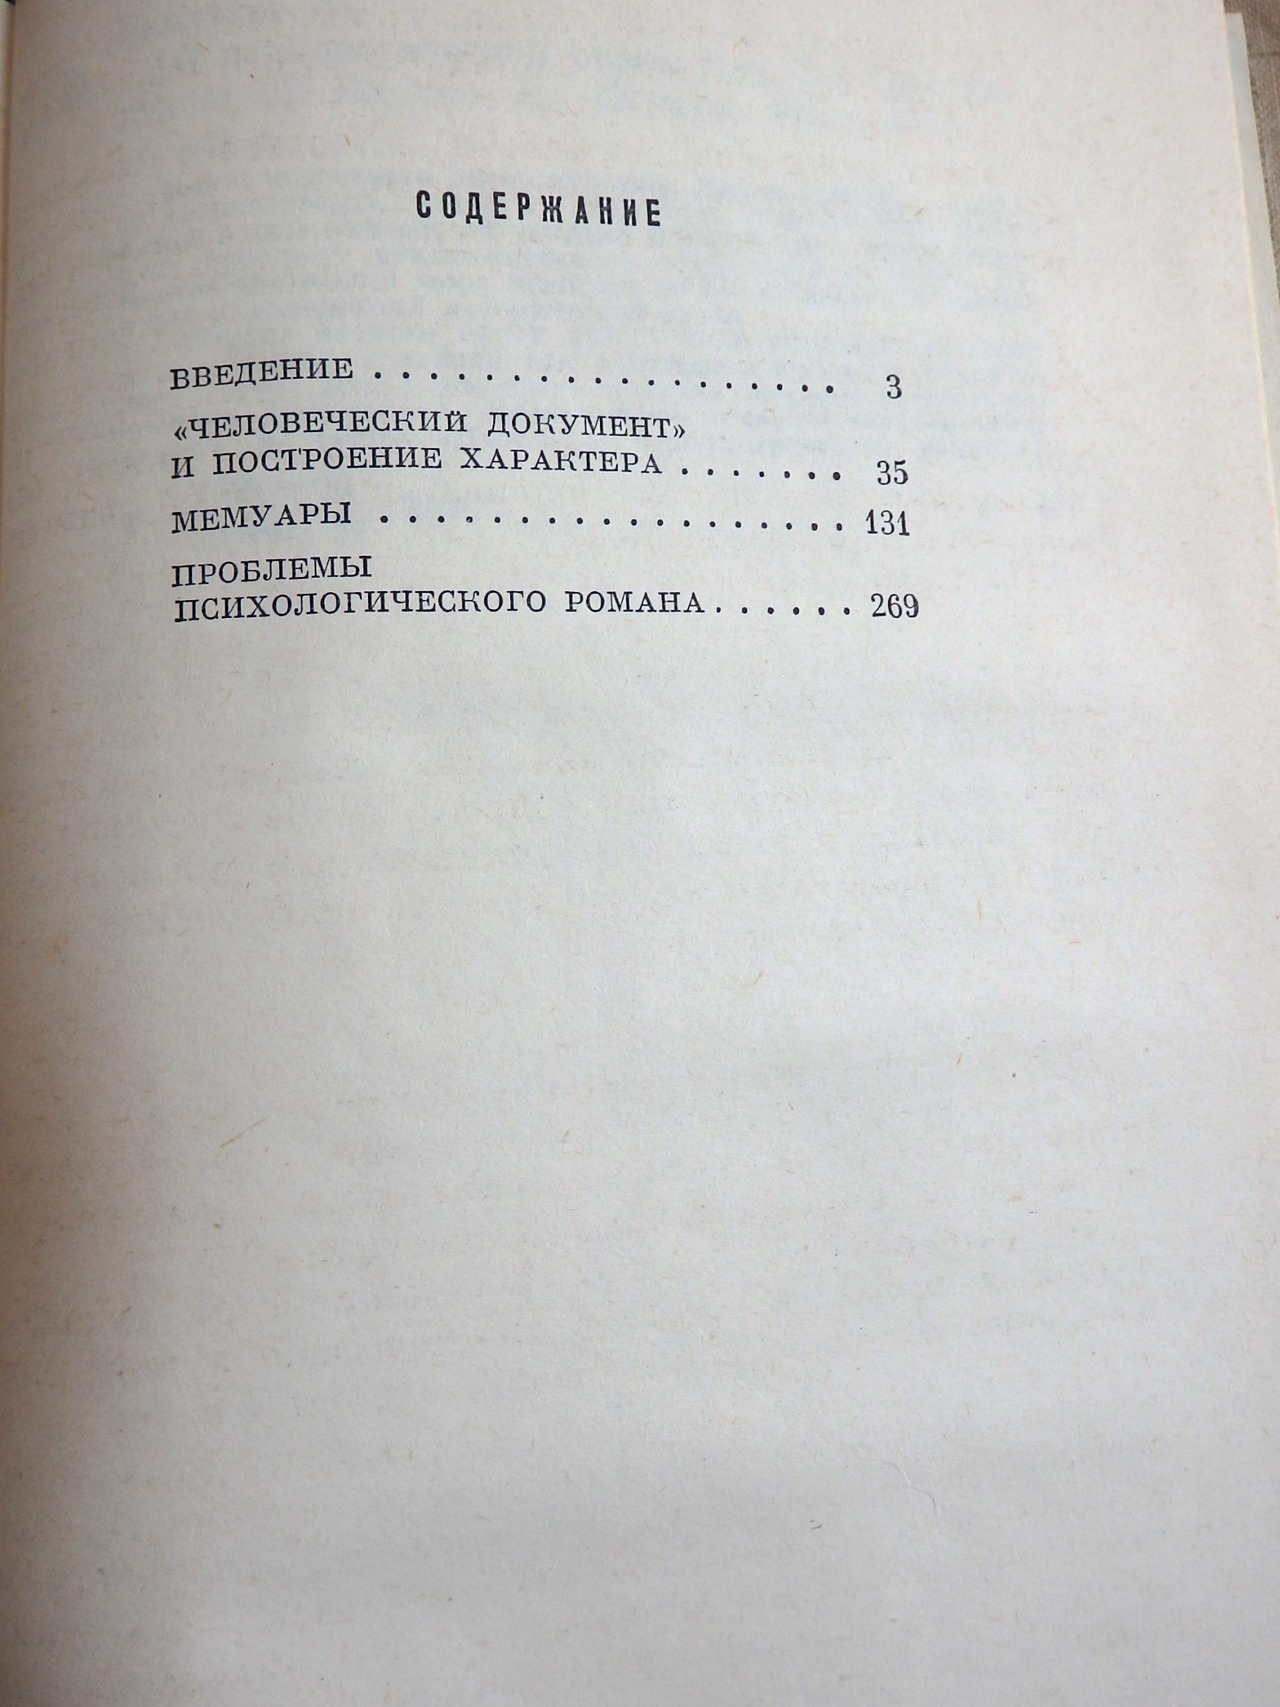 СОДЕРЖАНИЕ
ВВЕДЕНИЕ . . . . . . . . . . . . . . . . . 3
«ЧЕЛОВЕЧЕСКИЙ ДОКУМЕНТ»
И ПОСТРОЕНИЕ ХАРАКТЕРА . . . . . . . 35
МЕМУАРЫ . . . . . . . . . . . . . . . . . 131
ПРОБЛЕМЫ
ПСИХОЛОГИЧЕСКОГО РОМАНА . . . . . . 269